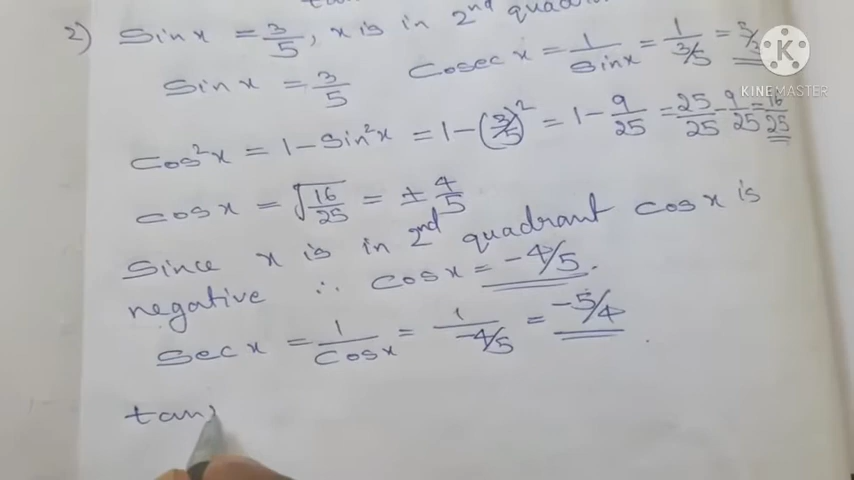 2) Sin x = 3/5, x is in 2nd quadra
Sin x = 3/5 Cosec x = 1/Sin x = 1/3/5 = 5/3
KINEMASTER
Cos²x = 1 - Sin²x = 1 - (3/5)² = 1 - 9/25 = 25/25 - 9/25 = 16/25
Cos x = √16/25 = ± 4/5
Since x is in 2nd quadrant cos x is
negative ∴ cos x = -4/5.
Sec x = 1/Cos x = 1/-4/5 = -5/4
tan x